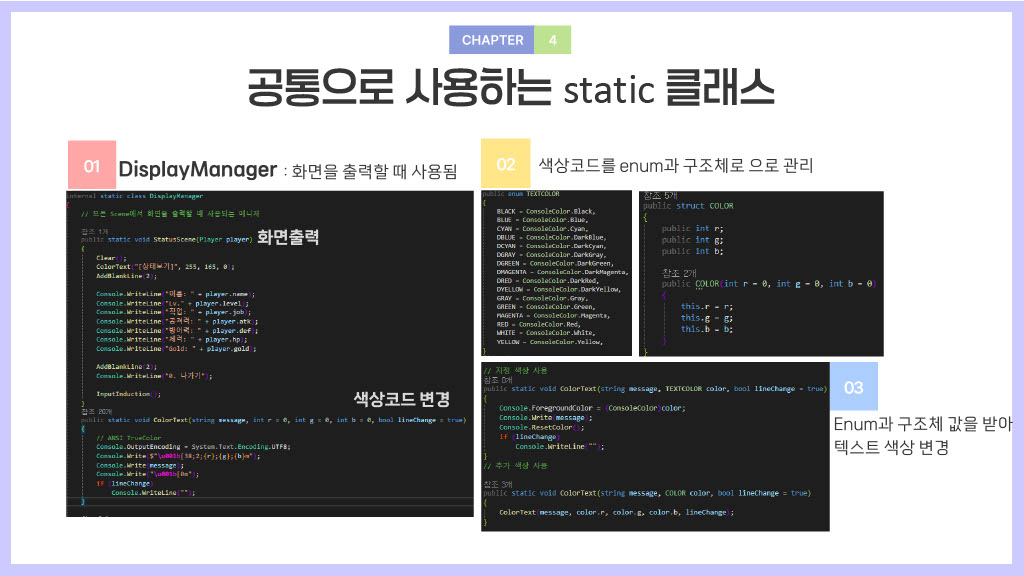 CHAPTER 4
공통으로 사용하는 static 클래스
01
DisplayManager : 화면을 출력할 때 사용됨
internal static class DisplayManager
{
// 모든 Scene에서 화면을 출력할 때 사용되는 매니저
참조 1개
public static void StatusScene(Player player) 화면출력
{
Clear();
ColorText("[상태보기]", 255, 165, 0);
AddBlankLine(2);
Console.WriteLine("이름: " + player.name);
Console.WriteLine("Lv." + player.level);
Console.WriteLine("직업: " + player.job);
Console.WriteLine("공격력: " + player.atk);
Console.WriteLine("방어력: " + player.def);
Console.WriteLine("체력: " + player.hp);
Console.WriteLine("Gold: " + player.gold);
AddBlankLine(2);
Console.WriteLine("0. 나가기");
InputInduction();
}
색상코드 변경
참조 20개
public static void ColorText(string message, int r = 0, int g = 0, int b = 0, bool lineChange = true)
{
// ANSI TrueColor
Console.OutputEncoding = System.Text.Encoding.UTF8;
Console.Write($"\u001b[38;2;{r};{g};{b}m");
Console.Write(message);
Console.Write("\u001b[0m");
if (lineChange)
Console.WriteLine("");
}
02
색상코드를 enum과 구조체로 으로 관리
public enum TEXTCOLOR
{
BLACK = ConsoleColor.Black,
BLUE = ConsoleColor.Blue,
CYAN = ConsoleColor.Cyan,
DBLUE = ConsoleColor.DarkBlue,
DCYAN = ConsoleColor.DarkCyan,
DGRAY = ConsoleColor.DarkGray,
DGREEN = ConsoleColor.DarkGreen,
DMAGENTA = ConsoleColor.DarkMagenta,
DRED = ConsoleColor.DarkRed,
DYELLOW = ConsoleColor.DarkYellow,
GRAY = ConsoleColor.Gray,
GREEN = ConsoleColor.Green,
MAGENTA = ConsoleColor.Magenta,
RED = ConsoleColor.Red,
WHITE = ConsoleColor.White,
YELLOW = ConsoleColor.Yellow,
}
참조 5개
public struct COLOR
{
public int r;
public int g;
public int b;
참조 2개
public COLOR(int r = 0, int g = 0, int b = 0)
{
this.r = r;
this.g = g;
this.b = b;
}
}
// 지정 색상 사용
참조 0개
public static void ColorText(string message, TEXTCOLOR color, bool lineChange = true)
{
Console.ForegroundColor = (ConsoleColor)color;
Console.Write(message);
Console.ResetColor();
if (lineChange)
Console.WriteLine("");
}
// 추가 색상 사용
참조 3개
public static void ColorText(string message, COLOR color, bool lineChange = true)
{
ColorText(message, color.r, color.g, color.b, lineChange);
}
03
Enum과 구조체 값을 받아
텍스트 색상 변경